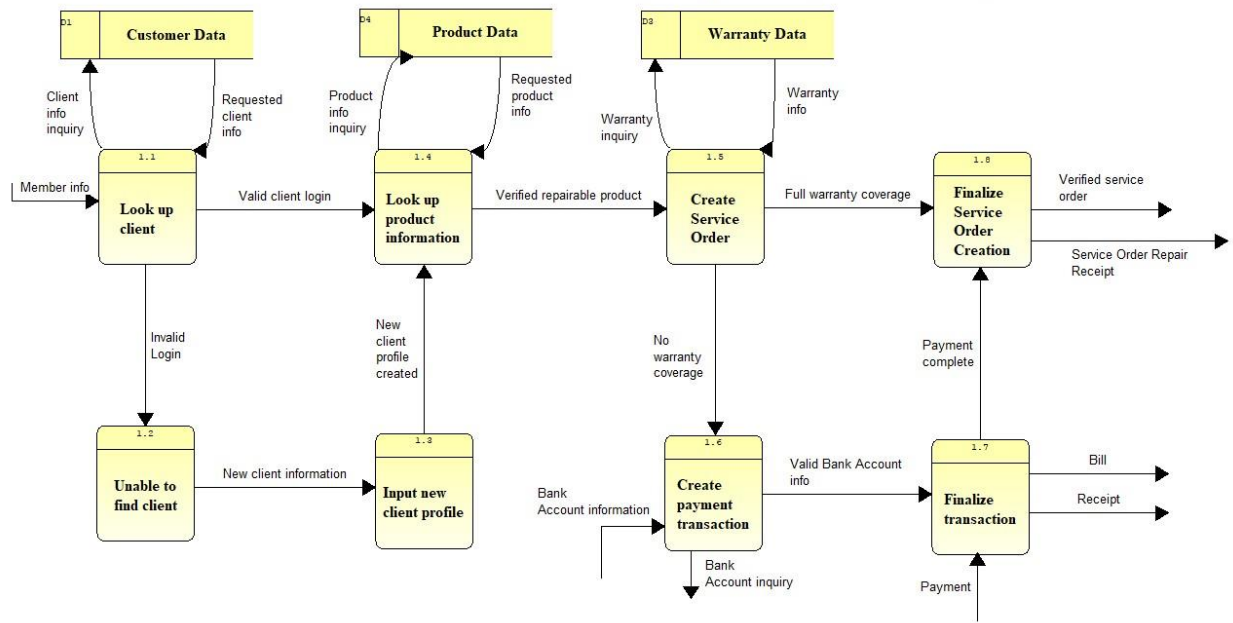 D1
Customer Data
D4
Product Data
D3
Warranty Data
Client
info
inquiry
Requested
client
info
Product
info
inquiry
Requested
product
info
Warranty
inquiry
Warranty
info
Member info
1.1
Look up
client
Valid client login
1.4
Look up
product
information
Verified repairable product
1.5
Create
Service
Order
Full warranty coverage
1.8
Finalize
Service
Order
Creation
Verified service
order
Service Order Repair
Receipt
Invalid
Login
New
client
profile
created
No
warranty
coverage
Payment
complete
1.2
Unable to
find client
New client information
1.3
Input new
client profile
Bank
Account information
1.6
Create
payment
transaction
Valid Bank Account
info
1.7
Finalize
transaction
Bill
Receipt
Bank
Account inquiry
Payment